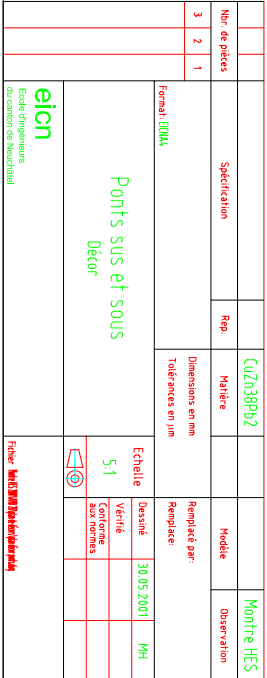 Nbr. de pièces Spécification Rep. Matière Modèle Observation
CuZn38Pb2 Montre HES
3 2 1
Format: EICNA4
Dimensions en mm
Tolérances en µm
Remplacé par:
Remplace:
Ponts sus et sous
Décor
Echelle
5:1
Dessiné 30.05.2001 MH
Vérifié
Conforme
aux normes
eicn
Ecole d'ingénieurs
du canton de Neuchâtel
Fichier